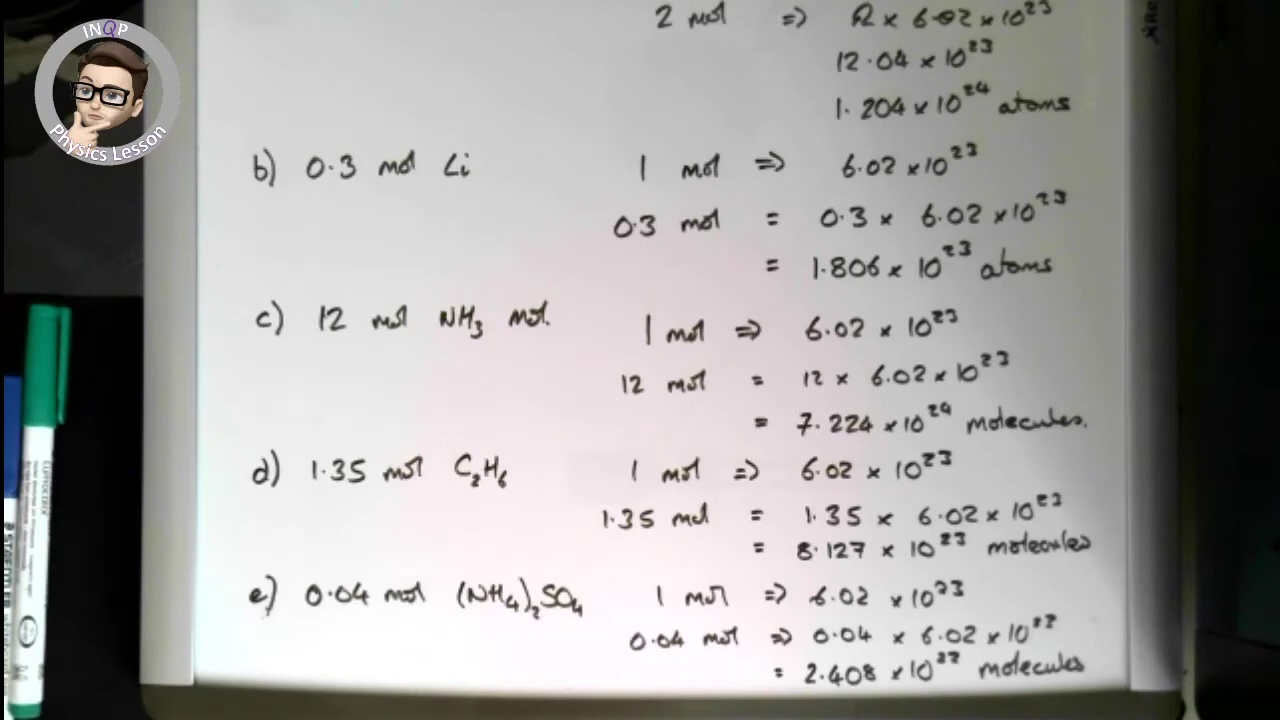 INQP
Physics Lesson
2 mol => 2 x 6.02 x 10²³
12.04 x 10²³
1.204 x 10²⁴ atoms
b) 0.3 mol Li 1 mol => 6.02 x 10²³
0.3 mol = 0.3 x 6.02 x 10²³
= 1.806 x 10²³ atoms
c) 12 mol NH₃ mol. 1 mol => 6.02 x 10²³
12 mol = 12 x 6.02 x 10²³
= 7.224 x 10²⁴ molecules.
d) 1.35 mol C₂H₆ 1 mol => 6.02 x 10²³
1.35 mol = 1.35 x 6.02 x 10²³
= 8.127 x 10²³ molecules
e) 0.04 mol (NH₄)₂SO₄ 1 mol => 6.02 x 10²³
0.04 mol => 0.04 x 6.02 x 10²³
= 2.408 x 10²² molecules